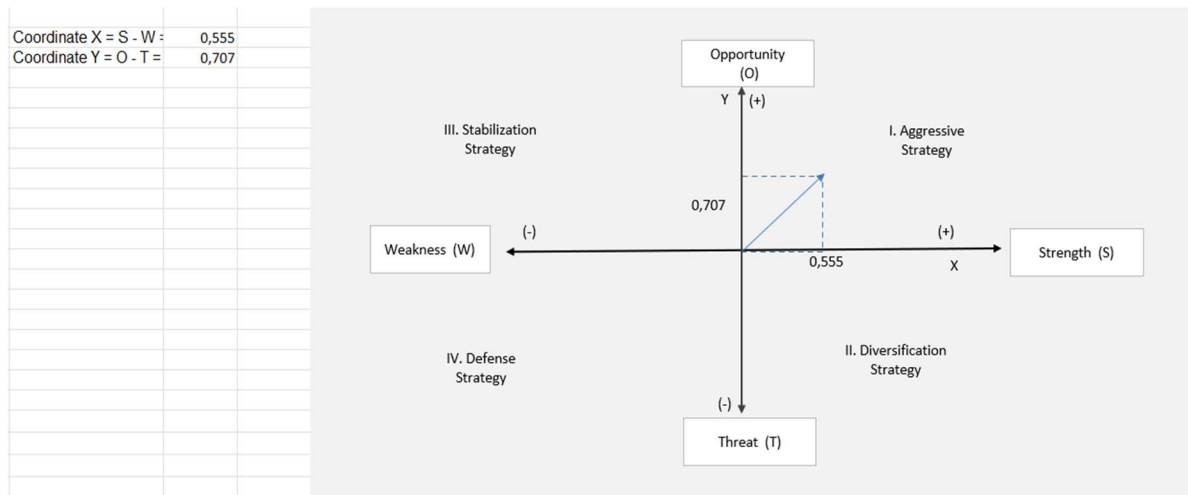 Coordinate X = S - W = 0,555
Coordinate Y = O - T = 0,707
Opportunity
(O)
Y (+)
III. Stabilization
Strategy
I. Aggressive
Strategy
0,707
(-)
(+)
Weakness (W)
Strength (S)
0,555
X
II. Diversification
Strategy
IV. Defense
Strategy
(-)
Threat (T)